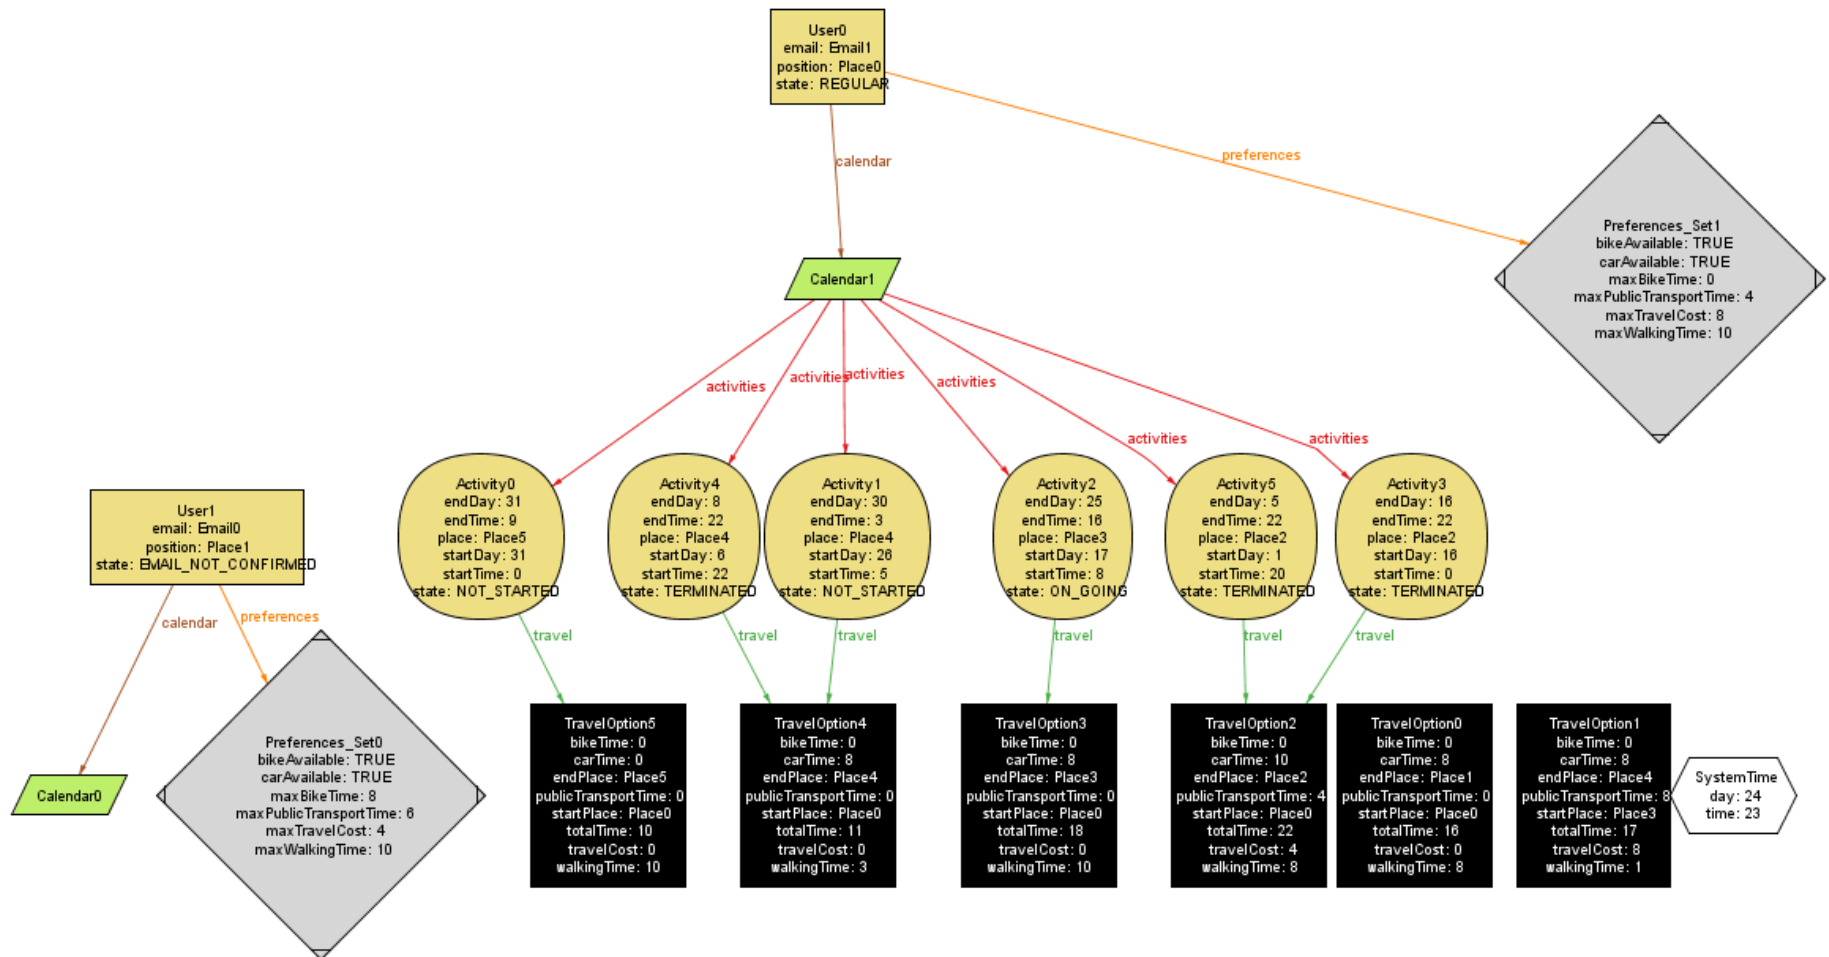 User0
email: Email1
position: Place0
state: REGULAR
calendar
preferences
Preferences_Set1
bikeAvailable: TRUE
carAvailable: TRUE
maxBikeTime: 0
maxPublicTransportTime: 4
maxTravelCost: 8
maxWalkingTime: 10
Calendar1
activities
activities
activities
activities
activities
activities
Activity0
endDay: 31
endTime: 9
place: Place5
startDay: 31
startTime: 0
state: NOT_STARTED
Activity4
endDay: 8
endTime: 22
place: Place4
startDay: 6
startTime: 22
state: TERMINATED
Activity1
endDay: 30
endTime: 3
place: Place4
startDay: 26
startTime: 5
state: NOT_STARTED
Activity2
endDay: 25
endTime: 16
place: Place3
startDay: 17
startTime: 8
state: ON_GOING
Activity5
endDay: 5
endTime: 22
place: Place2
startDay: 1
startTime: 20
state: TERMINATED
Activity3
endDay: 16
endTime: 22
place: Place2
startDay: 16
startTime: 0
state: TERMINATED
User1
email: Email0
position: Place1
state: EMAIL_NOT_CONFIRMED
calendar
preferences
travel
travel
travel
travel
travel
travel
Calendar0
Preferences_Set0
bikeAvailable: TRUE
carAvailable: TRUE
maxBikeTime: 8
maxPublicTransportTime: 6
maxTravelCost: 4
maxWalkingTime: 10
TravelOption5
bikeTime: 0
carTime: 0
endPlace: Place5
publicTransportTime: 0
startPlace: Place0
totalTime: 10
travelCost: 0
walkingTime: 10
TravelOption4
bikeTime: 0
carTime: 8
endPlace: Place4
publicTransportTime: 0
startPlace: Place0
totalTime: 11
travelCost: 0
walkingTime: 3
TravelOption3
bikeTime: 0
carTime: 8
endPlace: Place3
publicTransportTime: 0
startPlace: Place0
totalTime: 18
travelCost: 0
walkingTime: 10
TravelOption2
bikeTime: 0
carTime: 10
endPlace: Place2
publicTransportTime: 4
startPlace: Place0
totalTime: 22
travelCost: 4
walkingTime: 8
TravelOption0
bikeTime: 0
carTime: 8
endPlace: Place1
publicTransportTime: 0
startPlace: Place0
totalTime: 16
travelCost: 0
walkingTime: 8
TravelOption1
bikeTime: 0
carTime: 8
endPlace: Place4
publicTransportTime: 8
startPlace: Place3
totalTime: 17
travelCost: 8
walkingTime: 1
SystemTime
day: 24
time: 23